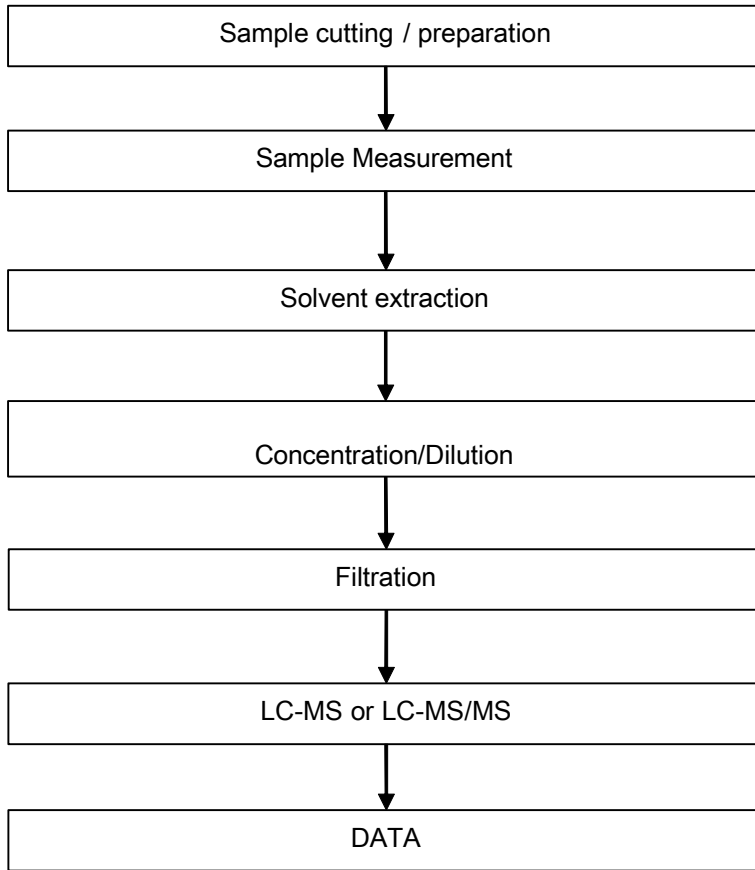 Sample cutting / preparation
Sample Measurement
Solvent extraction
Concentration/Dilution
Filtration
LC-MS or LC-MS/MS
DATA